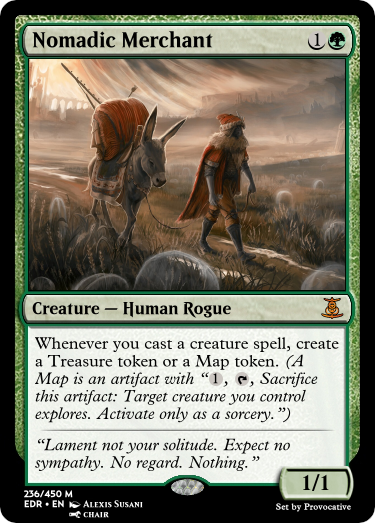 Nomadic Merchant 1
Creature — Human Rogue
Whenever you cast a creature spell, create
a Treasure token or a Map token. (A
Map is an artifact with “1, , Sacrifice
this artifact: Target creature you control
explores. Activate only as a sorcery.”)
“Lament not your solitude. Expect no
sympathy. No regard. Nothing.”
1/1
236/450 M
EDR • EN Alexis Susani
CHAIR
Set by Provocative